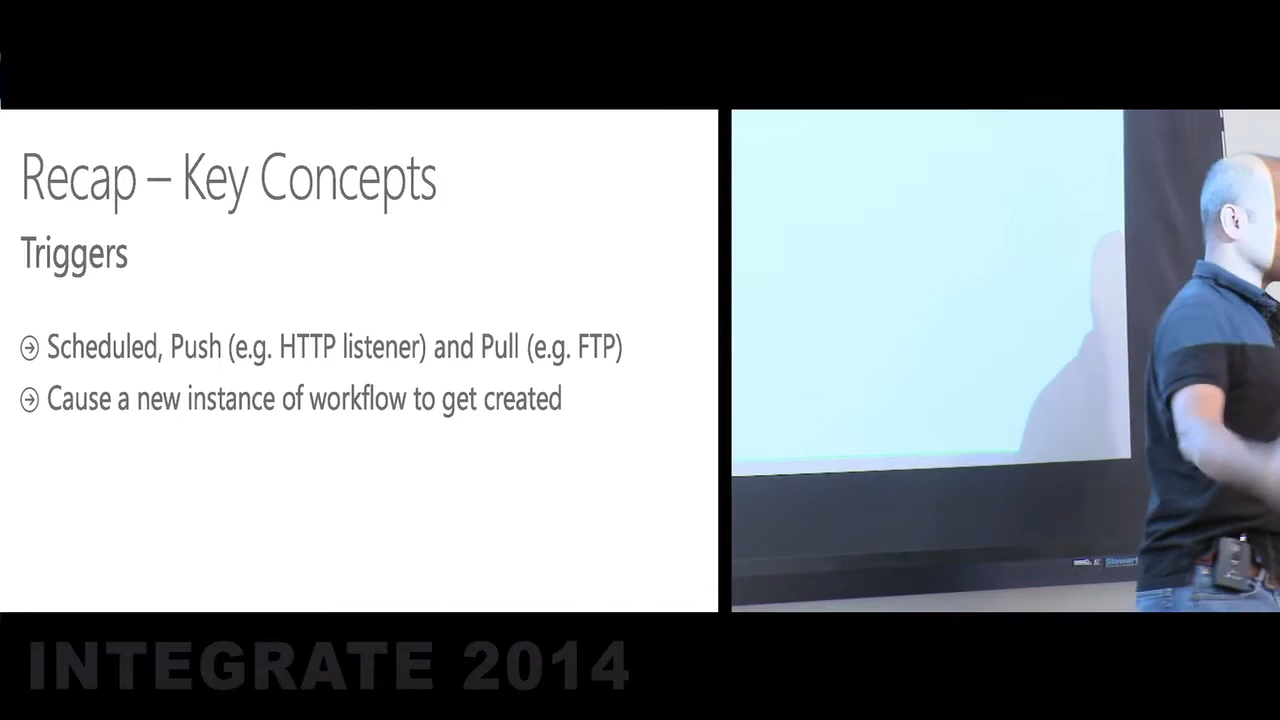 Recap – Key Concepts
Triggers
Scheduled, Push (e.g. HTTP listener) and Pull (e.g. FTP)
Cause a new instance of workflow to get created
Stewart
INTEGRATE 2014